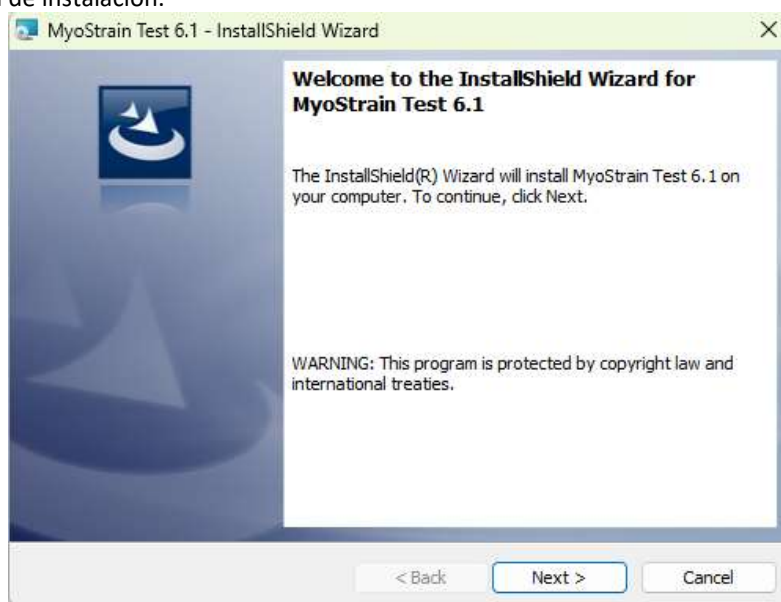 de instalación.
MyoStrain Test 6.1 - InstallShield Wizard
Welcome to the InstallShield Wizard for
MyoStrain Test 6.1
The InstallShield(R) Wizard will install MyoStrain Test 6.1 on
your computer. To continue, click Next.
WARNING: This program is protected by copyright law and
international treaties.
< Back
Next >
Cancel